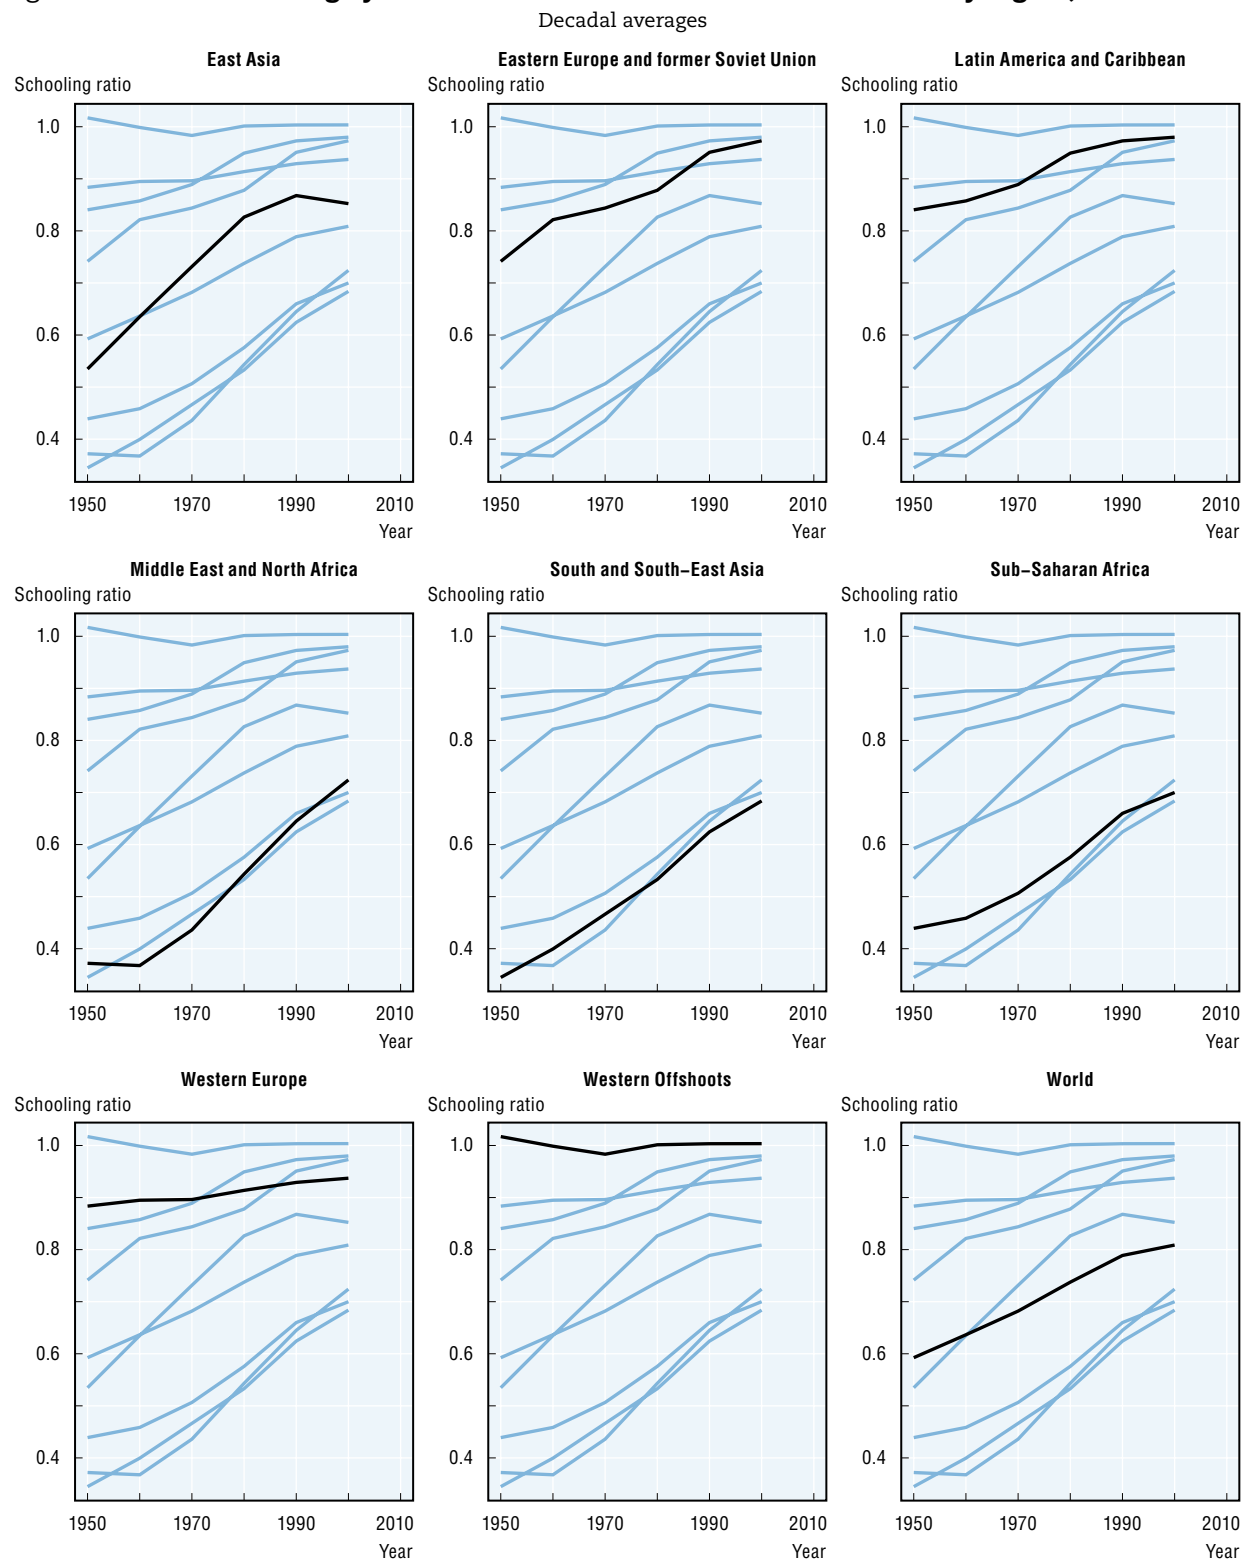 Decadal averages
East Asia
Eastern Europe and former Soviet Union
Latin America and Caribbean
Schooling ratio
Schooling ratio
Schooling ratio
1.0
0.8
0.6
0.4
1950 1970 1990 2010
Year
1.0
0.8
0.6
0.4
1950 1970 1990 2010
Year
1.0
0.8
0.6
0.4
1950 1970 1990 2010
Year
Middle East and North Africa
South and South–East Asia
Sub–Saharan Africa
Schooling ratio
Schooling ratio
Schooling ratio
1.0
0.8
0.6
0.4
1950 1970 1990 2010
Year
1.0
0.8
0.6
0.4
1950 1970 1990 2010
Year
1.0
0.8
0.6
0.4
1950 1970 1990 2010
Year
Western Europe
Western Offshoots
World
Schooling ratio
Schooling ratio
Schooling ratio
1.0
0.8
0.6
0.4
1950 1970 1990 2010
Year
1.0
0.8
0.6
0.4
1950 1970 1990 2010
Year
1.0
0.8
0.6
0.4
1950 1970 1990 2010
Year